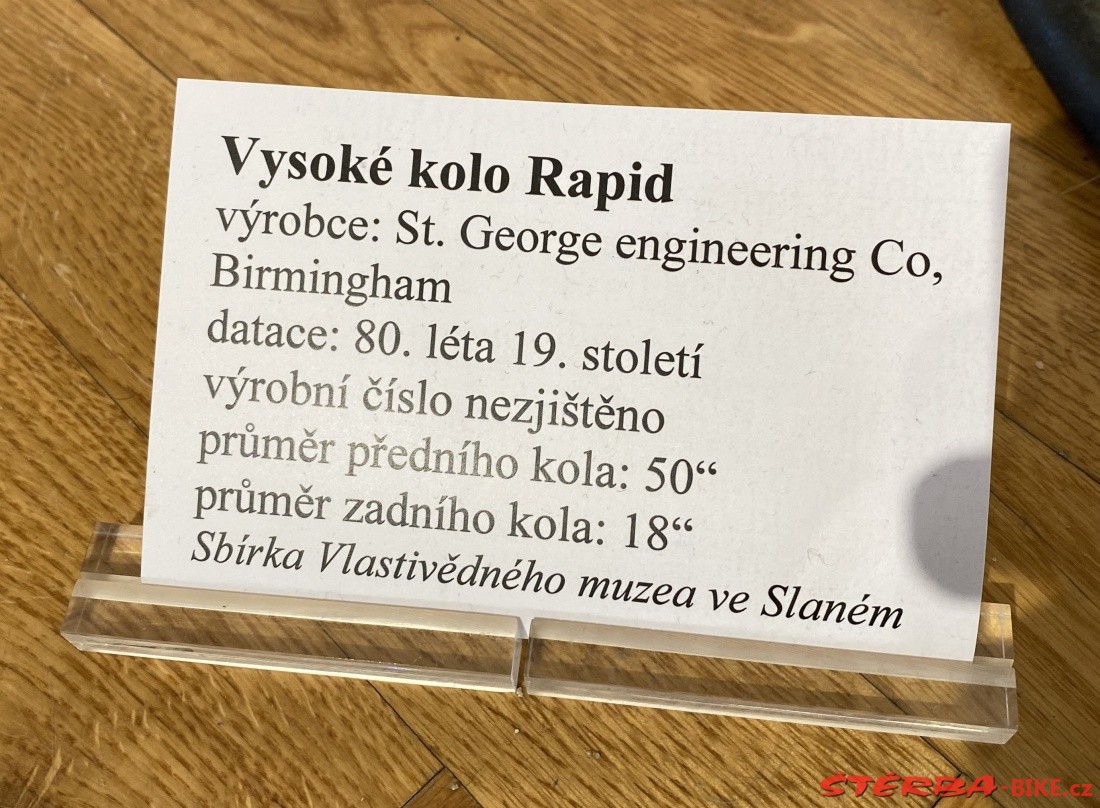 Vysoké kolo Rapid
výrobce: St. George engineering Co,
Birmingham
datace: 80. léta 19. století
výrobní číslo nezjištěno
průměr předního kola: 50“
průměr zadního kola: 18“
Sbírka Vlastivědného muzea ve Slaném
ŠTERBA-BIKE.cz